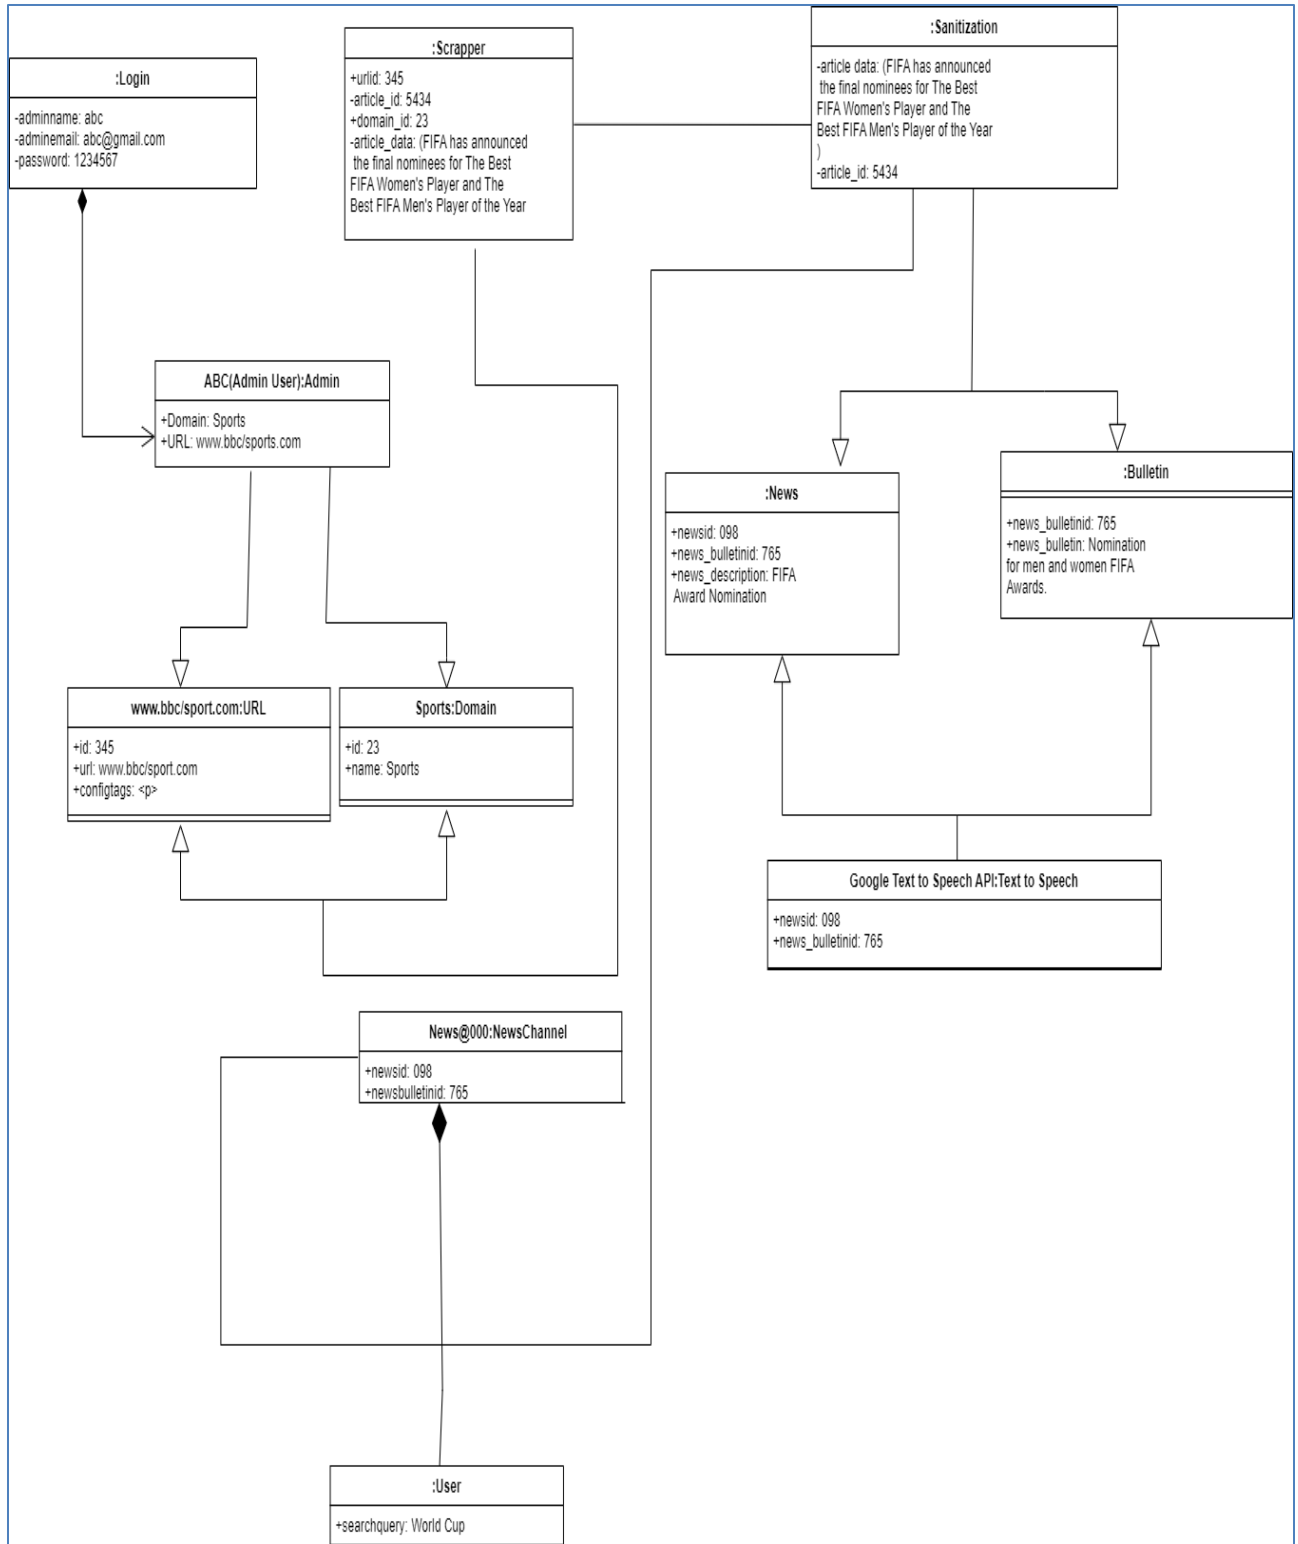 :Login
-adminname: abc
-adminemail: abc@gmail.com
-password: 1234567
:Scrapper
+urlid: 345
-article_id: 5434
+domain_id: 23
-article_data: (FIFA has announced
the final nominees for The Best
FIFA Women's Player and The
Best FIFA Men's Player of the Year
:Sanitization
-article data: (FIFA has announced
the final nominees for The Best
FIFA Women's Player and The
Best FIFA Men's Player of the Year
)
-article_id: 5434
ABC(Admin User):Admin
+Domain: Sports
+URL: www.bbc/sports.com
:News
+newsid: 098
+news_bulletinid: 765
+news_description: FIFA
Award Nomination
:Bulletin
+news_bulletinid: 765
+news_bulletin: Nomination
for men and women FIFA
Awards.
www.bbc/sport.com:URL
+id: 345
+url: www.bbc/sport.com
+configtags: <p>
Sports:Domain
+id: 23
+name: Sports
Google Text to Speech API:Text to Speech
+newsid: 098
+news_bulletinid: 765
News@000:NewsChannel
+newsid: 098
+newsbulletinid: 765
:User
+searchquery: World Cup